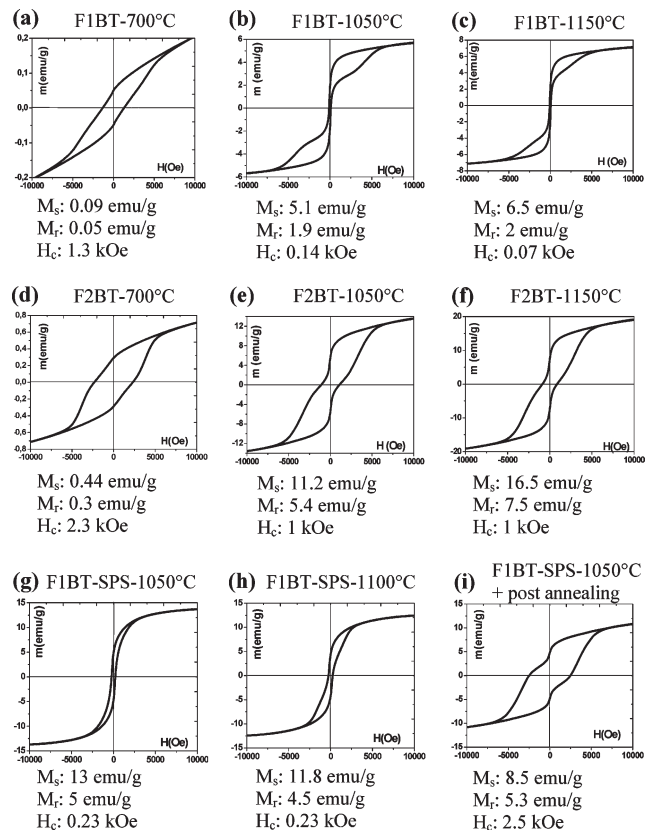 (a) F1BT-700°C
m(emu/g)
0,2
0,1
0,0
-0,1
-0,2
H(Oe)
-10000 -5000 0 5000 10000
Ms: 0.09 emu/g
Mr: 0.05 emu/g
Hc: 1.3 kOe
(b) F1BT-1050°C
m (emu/g)
6
4
2
0
-2
-4
-6
H (Oe)
-10000 -5000 0 5000 10000
Ms: 5.1 emu/g
Mr: 1.9 emu/g
Hc: 0.14 kOe
(c) F1BT-1150°C
m (emu/g)
8
6
4
2
0
-2
-4
-6
-8
H(Oe)
-10000 -5000 0 5000 10000
Ms: 6.5 emu/g
Mr: 2 emu/g
Hc: 0.07 kOe
(d) F2BT-700°C
m(emu/g)
0,8
0,6
0,4
0,2
0,0
-0,2
-0,4
-0,6
-0,8
H(Oe)
-10000 -5000 0 5000 10000
Ms: 0.44 emu/g
Mr: 0.3 emu/g
Hc: 2.3 kOe
(e) F2BT-1050°C
m (emu/g)
12
8
4
0
-4
-8
-12
H (Oe)
-10000 -5000 0 5000 10000
Ms: 11.2 emu/g
Mr: 5.4 emu/g
Hc: 1 kOe
(f) F2BT-1150°C
m (emu/g)
20
10
0
-10
-20
H(Oe)
-10000 -5000 0 5000 10000
Ms: 16.5 emu/g
Mr: 7.5 emu/g
Hc: 1 kOe
(g) F1BT-SPS-1050°C
m(emu/g)
15
10
5
0
-5
-10
-15
H(Oe)
-10000 -5000 0 5000 10000
Ms: 13 emu/g
Mr: 5 emu/g
Hc: 0.23 kOe
(h) F1BT-SPS-1100°C
m(emu/g)
15
10
5
0
-5
-10
-15
H(Oe)
-10000 -5000 0 5000 10000
Ms: 11.8 emu/g
Mr: 4.5 emu/g
Hc: 0.23 kOe
(i) F1BT-SPS-1050°C
+ post annealing
m(emu/g)
15
10
5
0
-5
-10
-15
H(Oe)
-10000 -5000 0 5000 10000
Ms: 8.5 emu/g
Mr: 5.3 emu/g
Hc: 2.5 kOe